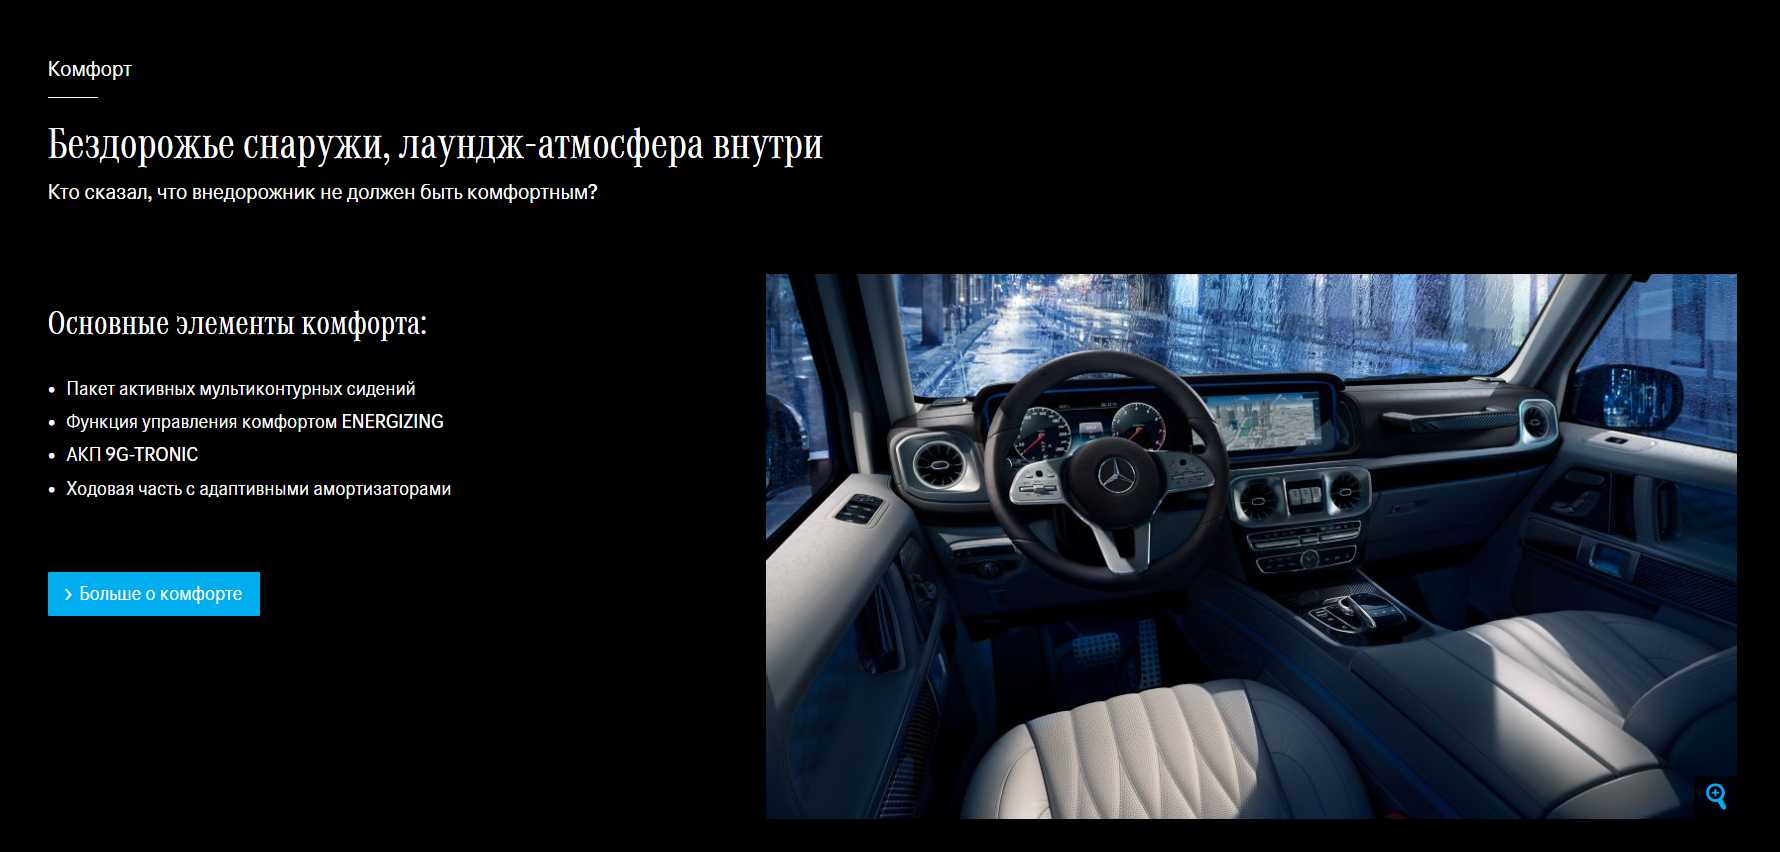 Комфорт
Бездорожье снаружи, лаундж-атмосфера внутри
Кто сказал, что внедорожник не должен быть комфортным?
Основные элементы комфорта:
• Пакет активных мультиконтурных сидений
• Функция управления комфортом ENERGIZING
• АКП 9G-TRONIC
• Ходовая часть с адаптивными амортизаторами
› Больше о комфорте